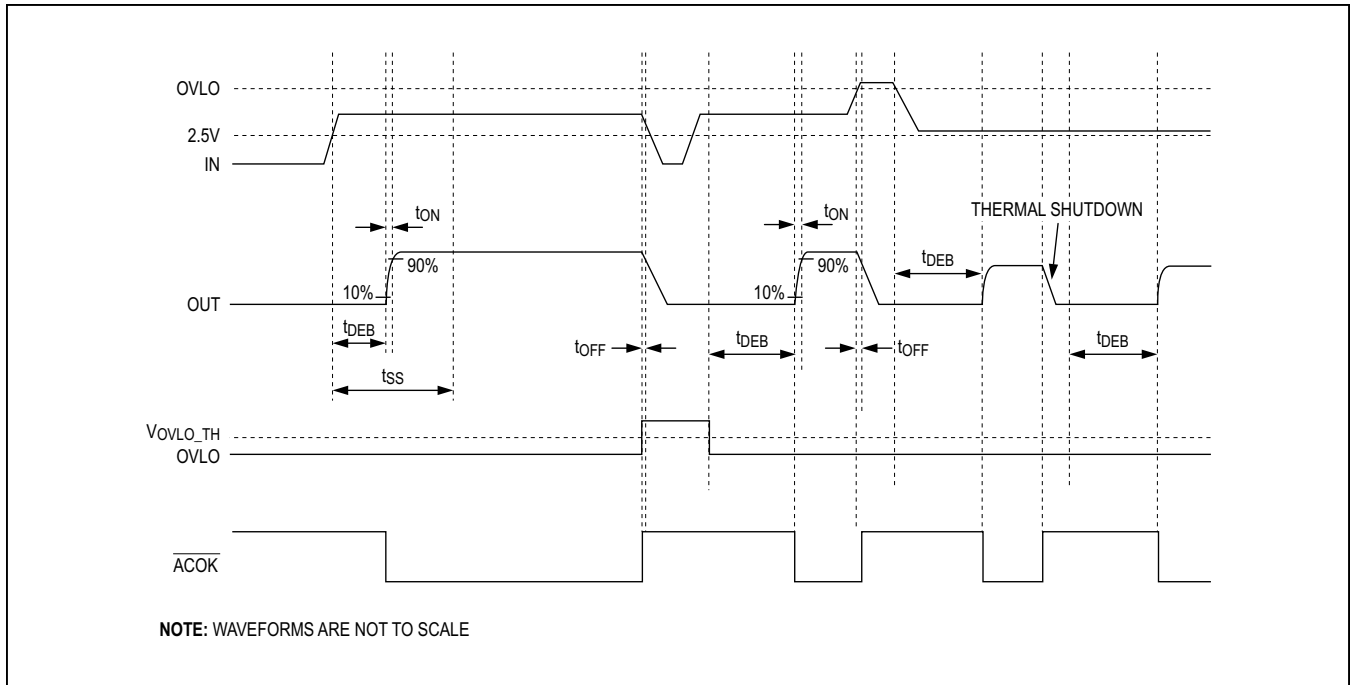 OVLO
2.5V
IN
tON
tON
THERMAL SHUTDOWN
90%
90%
tDEB
10%
10%
OUT
tDEB
tOFF
tDEB
tOFF
tDEB
tSS
VOVLO_TH
OVLO
ACOK
NOTE: WAVEFORMS ARE NOT TO SCALE